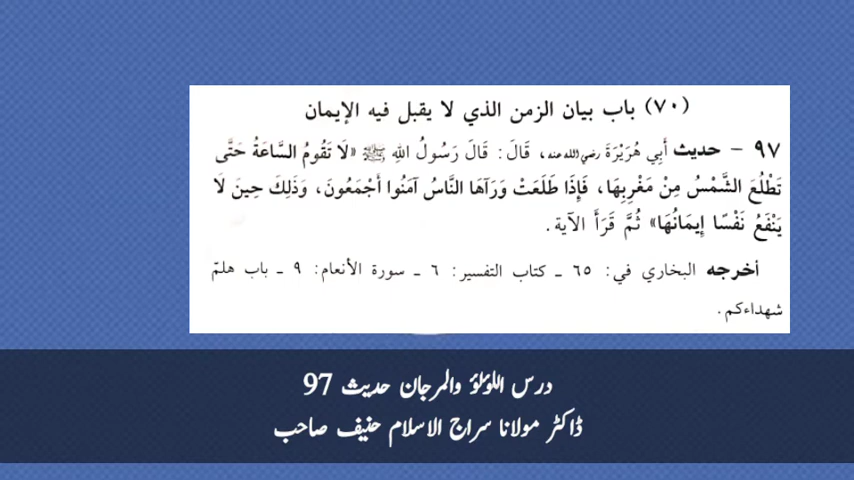 (٧٠) باب بيان الزمن الذي لا يقبل فيه الإيمان
٩٧ – حديث أَبِي هُرَيْرَةَ رضي الله عنه، قَالَ: قَالَ رَسُولُ اللهِ ﷺ «لَا تَقُومُ السَّاعَةُ حَتَّى
تَطْلُعَ الشَّمْسُ مِنْ مَغْرِبِهَا، فَإِذَا طَلَعَتْ وَرَآهَا النَّاسُ آمَنُوا أَجْمَعُونَ، وَذَلِكَ حِينَ لَا
يَنْفَعُ نَفْسًا إِيمَانُهَا» ثُمَّ قَرَأَ الآية.
أخرجه البخاري في: ٦٥ ـ كتاب التفسير: ٦ ـ سورة الأنعام: ٩ ـ باب هلمّ
شهداءكم.
درس اللولؤ والمرجان حدیث 97
ڈاکٹر مولانا سراج الاسلام حنیف صاحب